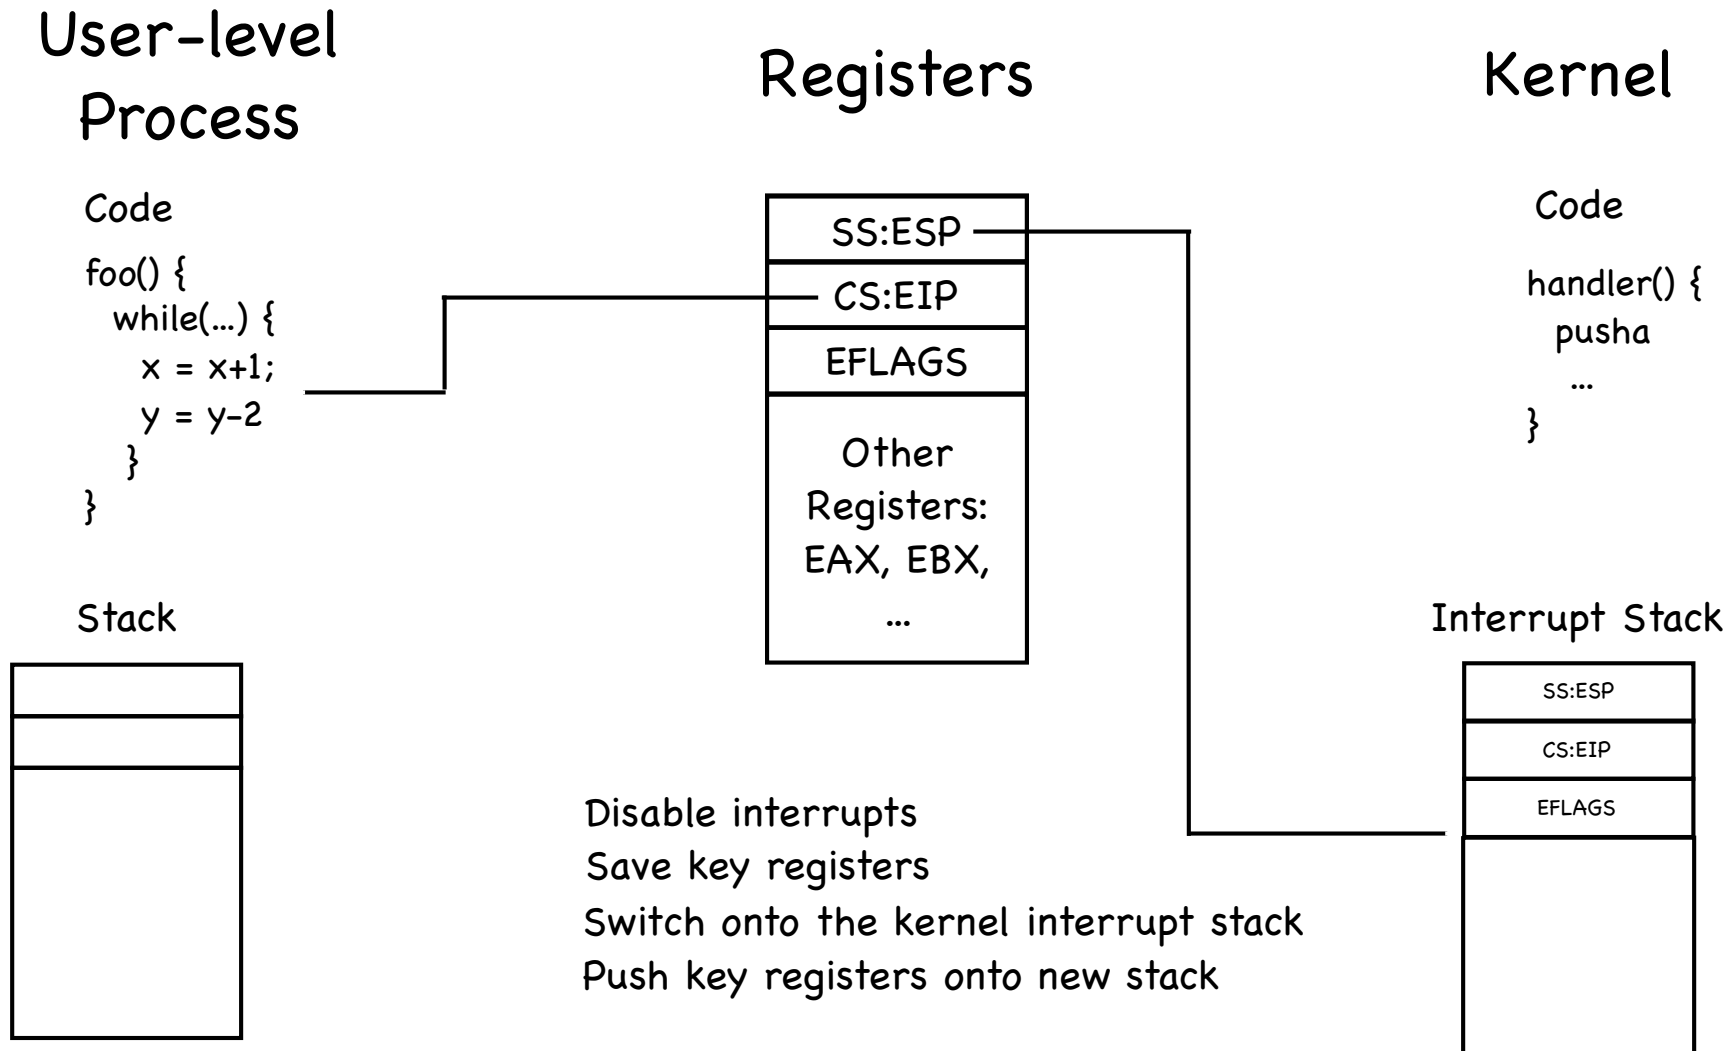 User-level
Process
Registers
Kernel
Code
foo() {
while(...) {
x = x+1;
y = y-2
}
}
Stack
SS:ESP
CS:EIP
EFLAGS
Other
Registers:
EAX, EBX,
...
Code
handler() {
pusha
...
}
Interrupt Stack
SS:ESP
CS:EIP
EFLAGS
Disable interrupts
Save key registers
Switch onto the kernel interrupt stack
Push key registers onto new stack